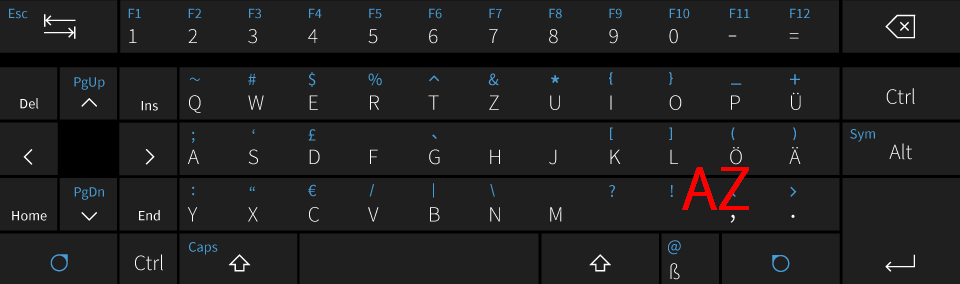 Esc F1 F2 F3 F4 F5 F6 F7 F8 F9 F10 F11 F12
1 2 3 4 5 6 7 8 9 0 - =
PgUp ~ # $ % ^ & * { } _ +
Del Ins Q W E R T Z U I O P Ü Ctrl
; ‘ £ ` [ ] ( ) Sym
A S D F G H J K L Ö Ä Alt
PgDn : “ € / | \ ? ! >
AZ
Home End Y X C V B N M , .
Caps @
Ctrl ß